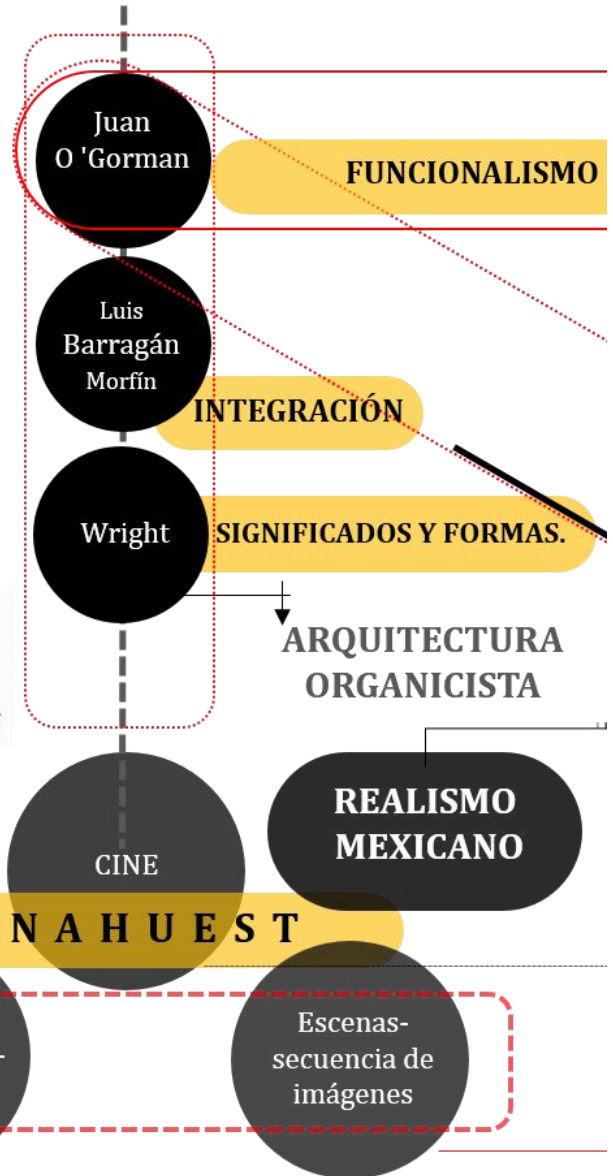 Juan
O 'Gorman
FUNCIONALISMO
Luis
Barragán
Morfín
INTEGRACIÓN
Wright
SIGNIFICADOS Y FORMAS.
ARQUITECTURA
ORGANICISTA
REALISMO
MEXICANO
CINE
NAHUEST
Escenas-
secuencia de
imágenes